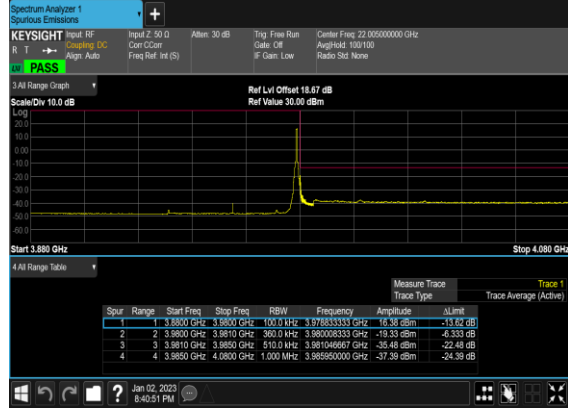 Spectrum Analyzer 1
Spurious Emissions
KEYSIGHT Input: RF
R T Coupling: DC
Align: Auto
Input Z: 50 Ω
Corr CCorr
Freq Ref: Int (S)
Atten: 30 dB
Trig: Free Run
Gate: Off
IF Gain: Low
Center Freq: 22.005000000 GHz
Avg|Hold: 100/100
Radio Std: None
PASS
3 All Range Graph
Ref Lvl Offset 18.67 dB
Scale/Div 10.0 dB Ref Value 30.00 dBm
Log
20.0
10.0
0.00
-10.0
-20.0
-30.0
-40.0
-50.0
-60.0
Start 3.880 GHz Stop 4.080 GHz
4 All Range Table
Measure Trace Trace 1
Trace Type Trace Average (Active)
Spur Range Start Freq Stop Freq RBW Frequency Amplitude ΔLimit
1 1 3.8800 GHz 3.9800 GHz 100.0 kHz 3.978833333 GHz 16.38 dBm -13.62 dB
2 2 3.9800 GHz 3.9810 GHz 360.0 kHz 3.980008333 GHz -19.33 dBm -6.333 dB
3 3 3.9810 GHz 3.9850 GHz 510.0 kHz 3.981046667 GHz -35.48 dBm -22.48 dB
4 4 3.9850 GHz 4.0800 GHz 1.000 MHz 3.985950000 GHz -37.39 dBm -24.39 dB
Jan 02, 2023
8:40:51 PM